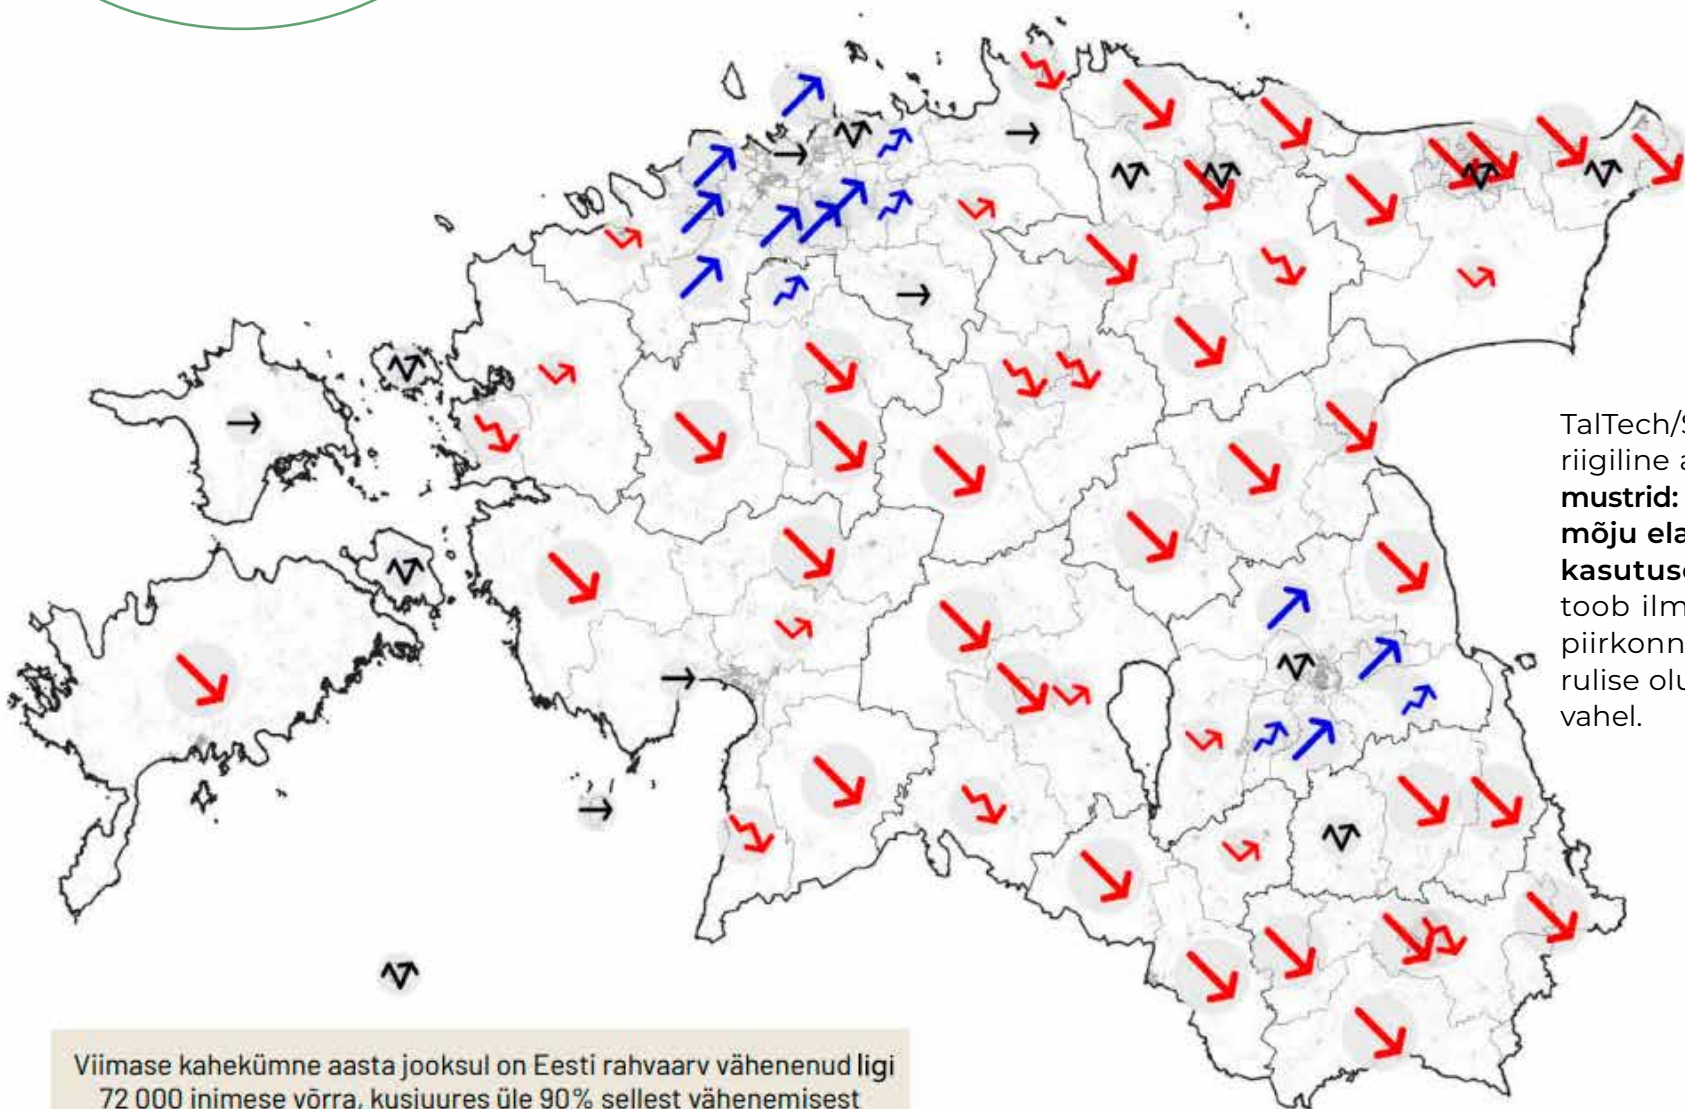 TalTech/S
riigiline a
mustrid:
mõju ela
kasutuse
toob ilm
piirkonn
rulise olu
vahel.
Viimase kahekümne aasta jooksul on Eesti rahvaarv vähenenud ligi
72 000 inimese võrra, kusjuures üle 90% sellest vähenemisest